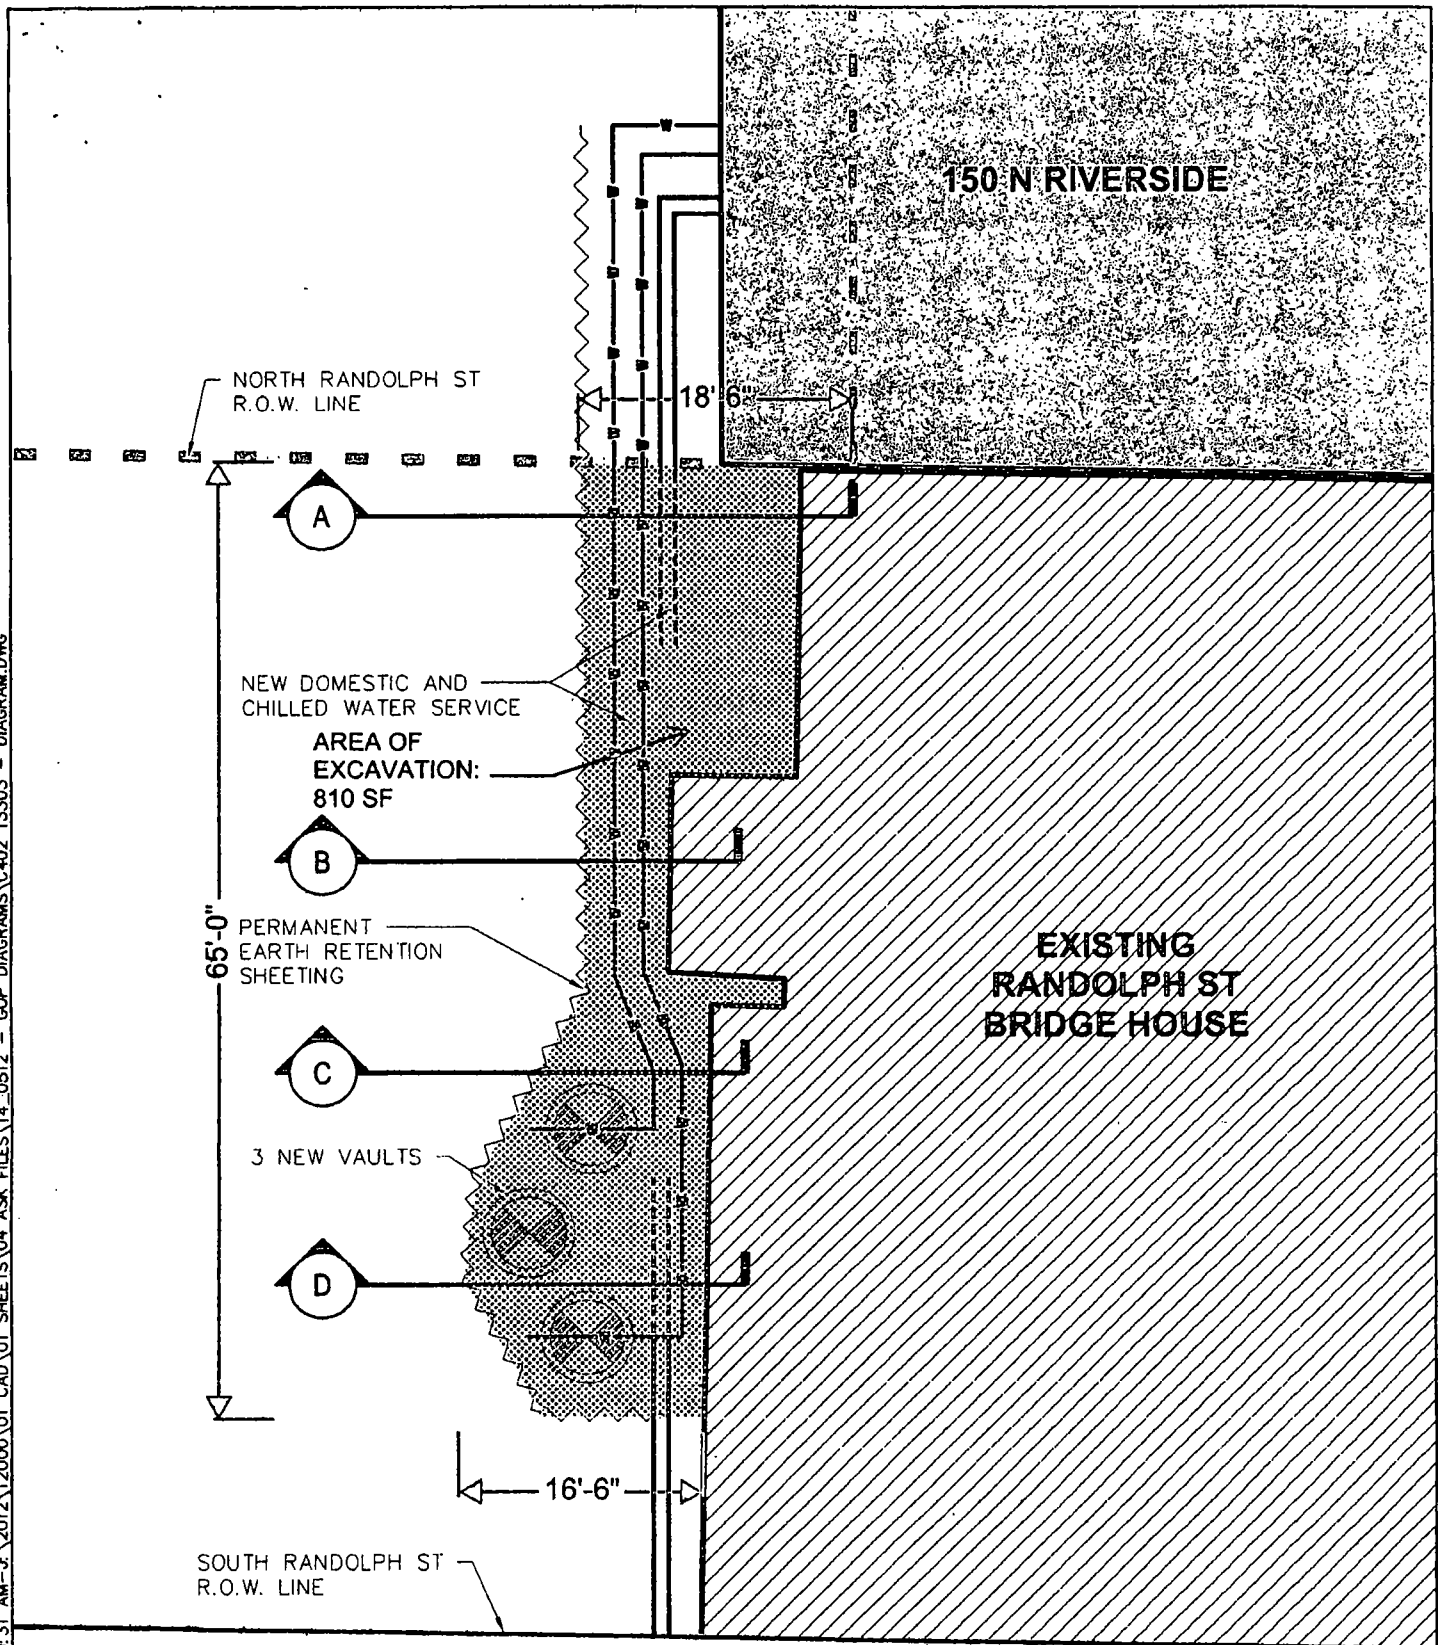 150 N RIVERSIDE
18' 6"
NORTH RANDOLPH ST
R.O.W. LINE
A
NEW DOMESTIC AND
CHILLED WATER SERVICE
AREA OF
EXCAVATION:
810 SF
B
65'-0"
PERMANENT
EARTH RETENTION
SHEETING
EXISTING
RANDOLPH ST
BRIDGE HOUSE
C
3 NEW VAULTS
D
16'-6"
SOUTH RANDOLPH ST
R.O.W. LINE